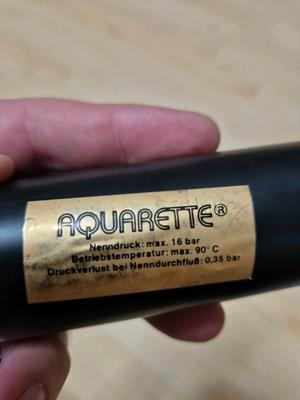 AQUARETTE®
Nenndruck: max. 16 bar
Betriebstemperatur: max. 90° C
Druckverlust bei Nenndurchfluß: 0,35 bar